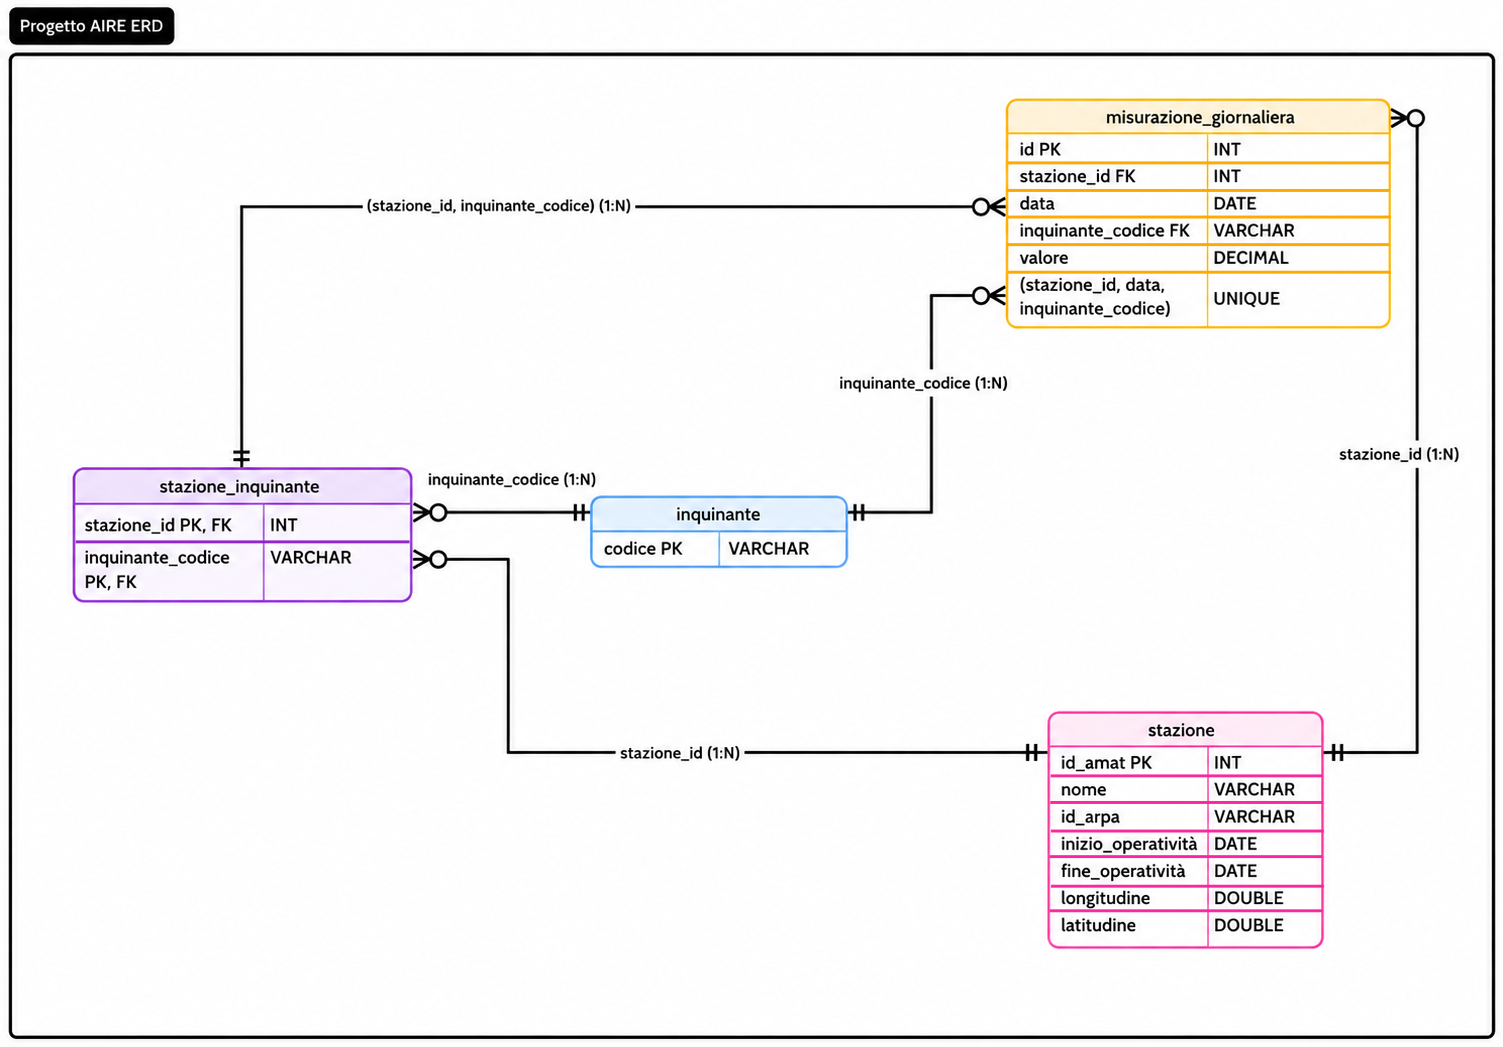 Progetto AIRE ERD
misurazione_giornaliera
id PK INT
stazione_id FK INT
data DATE
inquinante_codice FK VARCHAR
valore DECIMAL
(stazione_id, data,
inquinante_codice) UNIQUE
(stazione_id, inquinante_codice) (1:N)
inquinante_codice (1:N)
stazione_id (1:N)
stazione_inquinante
stazione_id PK, FK INT
inquinante_codice VARCHAR
PK, FK
inquinante_codice (1:N)
inquinante
codice PK VARCHAR
stazione_id (1:N)
stazione
id_amat PK INT
nome VARCHAR
id_arpa VARCHAR
inizio_operatività DATE
fine_operatività DATE
longitudine DOUBLE
latitudine DOUBLE